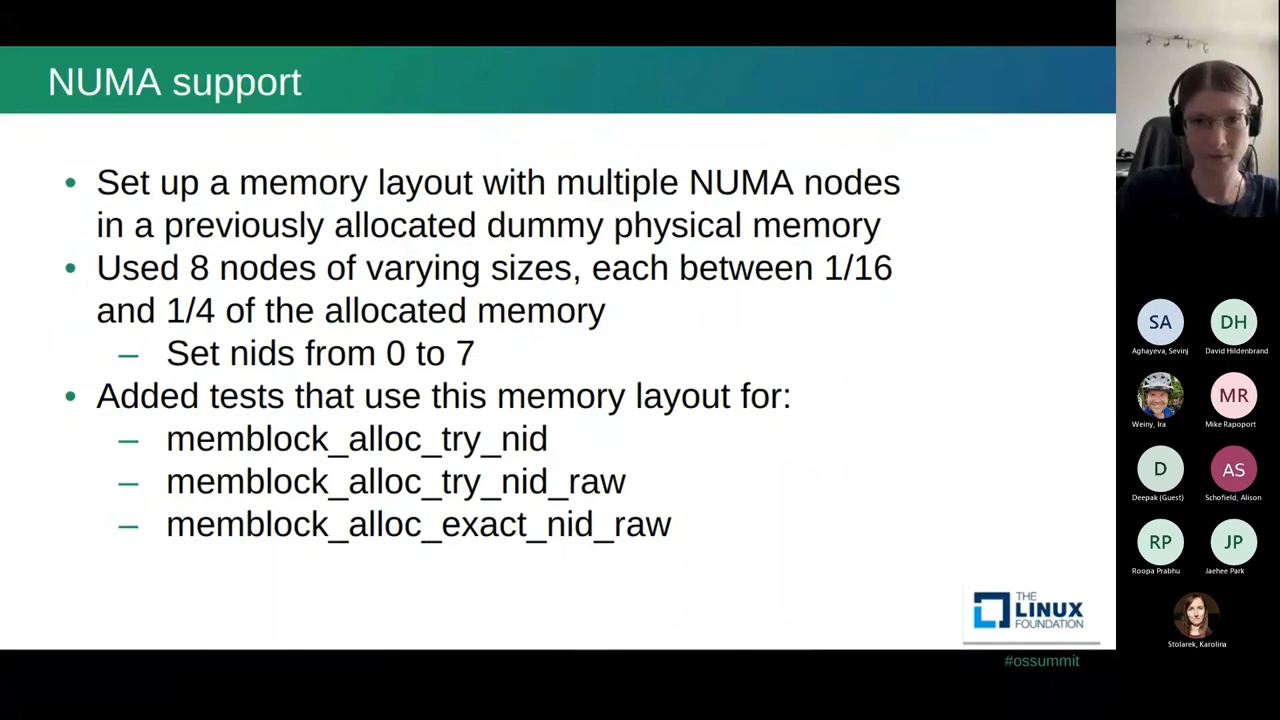 NUMA support
• Set up a memory layout with multiple NUMA nodes
in a previously allocated dummy physical memory
• Used 8 nodes of varying sizes, each between 1/16
and 1/4 of the allocated memory
– Set nids from 0 to 7
• Added tests that use this memory layout for:
– memblock_alloc_try_nid
– memblock_alloc_try_nid_raw
– memblock_alloc_exact_nid_raw
THE
LINUX
FOUNDATION
#ossummit
SA
DH
Aghayeva, Sevinj
David Hildenbrand
MR
Weiny, Ira
Mike Rapoport
D
AS
Deepak (Guest)
Schofield, Alison
RP
JP
Roopa Prabhu
Jaehee Park
Stolarek, Karolina